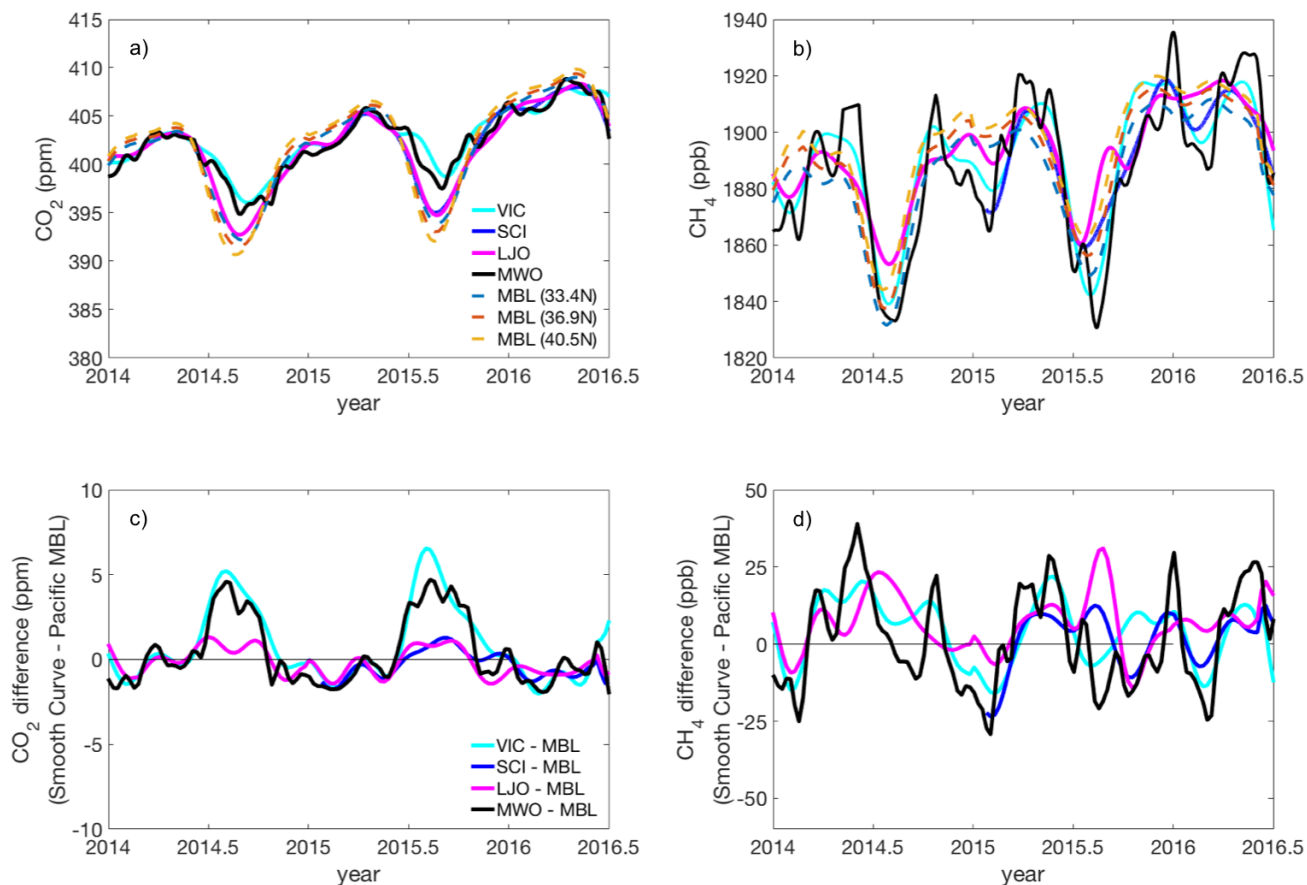 a)
415
410
405
400
395
390
385
380
CO2 (ppm)
2014 2014.5 2015 2015.5 2016 2016.5
year
VIC
SCI
LJO
MWO
MBL (33.4N)
MBL (36.9N)
MBL (40.5N)
b)
1940
1920
1900
1880
1860
1840
1820
CH4 (ppb)
2014 2014.5 2015 2015.5 2016 2016.5
year
c)
10
5
0
-5
-10
CO2 difference (ppm)
(Smooth Curve - Pacific MBL)
2014 2014.5 2015 2015.5 2016 2016.5
year
VIC - MBL
SCI - MBL
LJO - MBL
MWO - MBL
d)
50
25
0
-25
-60
CH4 difference (ppb)
(Smooth Curve - Pacific MBL)
2014 2014.5 2015 2015.5 2016 2016.5
year